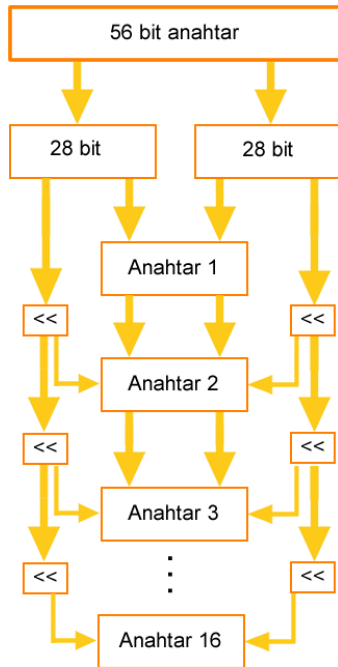 56 bit anahtar
28 bit 28 bit
Anahtar 1
<< <<
Anahtar 2
<< <<
Anahtar 3
<< <<
Anahtar 16